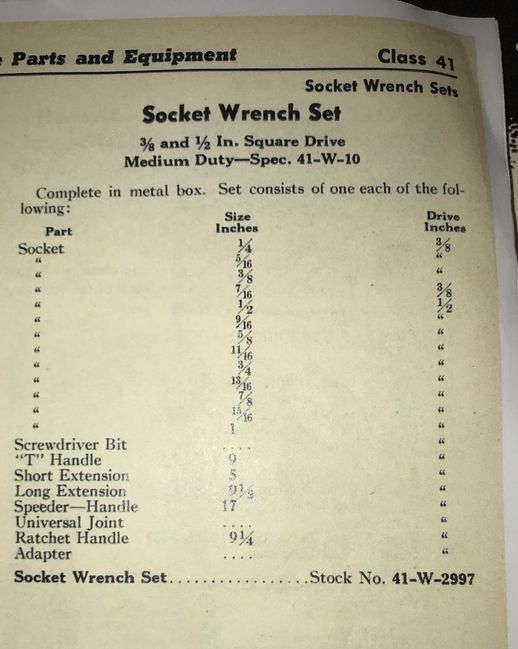 Parts and Equipment Class 41
Socket Wrench Sets
Socket Wrench Set
3/8 and 1/2 In. Square Drive
Medium Duty—Spec. 41-W-10
Complete in metal box. Set consists of one each of the fol-
lowing:
Part Size Inches Drive Inches
Socket 1/4 3/8
“ 5/16 “
“ 3/8 “
“ 7/16 3/8
“ 1/2 1/2
“ 9/16 “
“ 5/8 “
“ 11/16 “
“ 3/4 “
“ 13/16 “
“ 7/8 “
“ 15/16 “
“ 1 “
Screwdriver Bit .... “
“T” Handle 9 “
Short Extension 5 “
Long Extension 9 1/2 “
Speeder—Handle 17 “
Universal Joint .... “
Ratchet Handle 9 1/4 “
Adapter .... “
Socket Wrench Set................Stock No. 41-W-2997